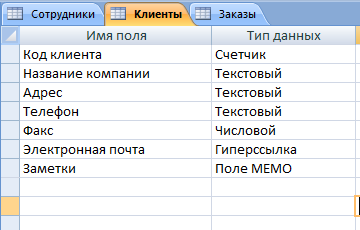 Сотрудники Клиенты Заказы
Имя поля Тип данных
Код клиента Счетчик
Название компании Текстовый
Адрес Текстовый
Телефон Текстовый
Факс Числовой
Электронная почта Гиперссылка
Заметки Поле МЕМО